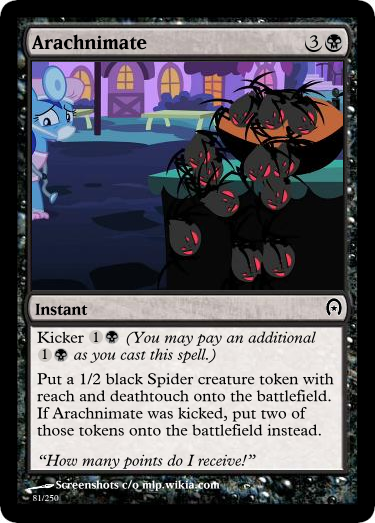 Arachnimate 3
Instant
Kicker 1 (You may pay an additional
1 as you cast this spell.)
Put a 1/2 black Spider creature token with
reach and deathtouch onto the battlefield.
If Arachnimate was kicked, put two of
those tokens onto the battlefield instead.
“How many points do I receive!”
Screenshots c/o mlp.wikia.com
81/250